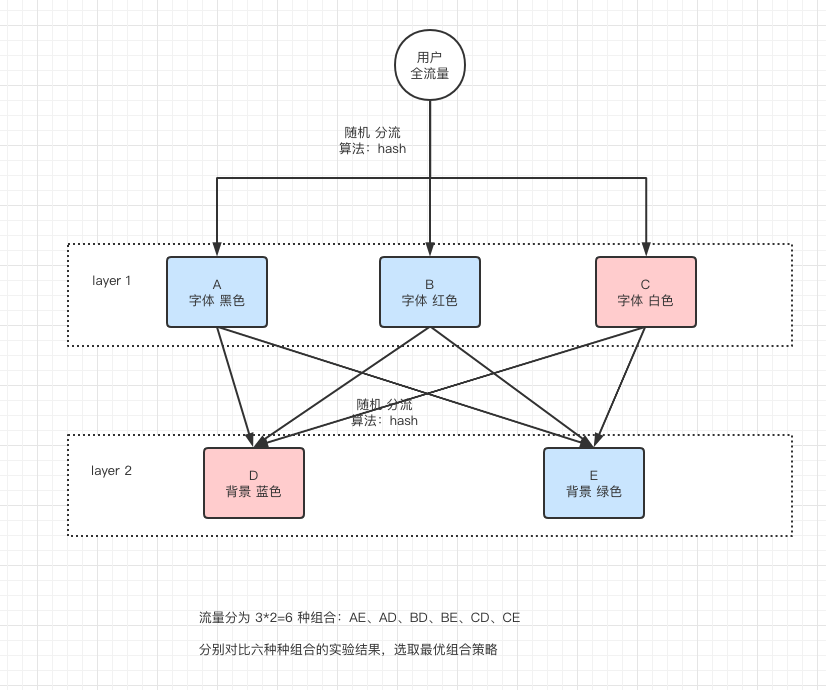 用户
全流量
随机 分流
算法：hash
layer 1
A
字体 黑色
B
字体 红色
C
字体 白色
随机 分流
算法：hash
layer 2
D
背景 蓝色
E
背景 绿色
流量分为 3*2=6 种组合：AE、AD、BD、BE、CD、CE
分别对比六种种组合的实验结果，选取最优组合策略